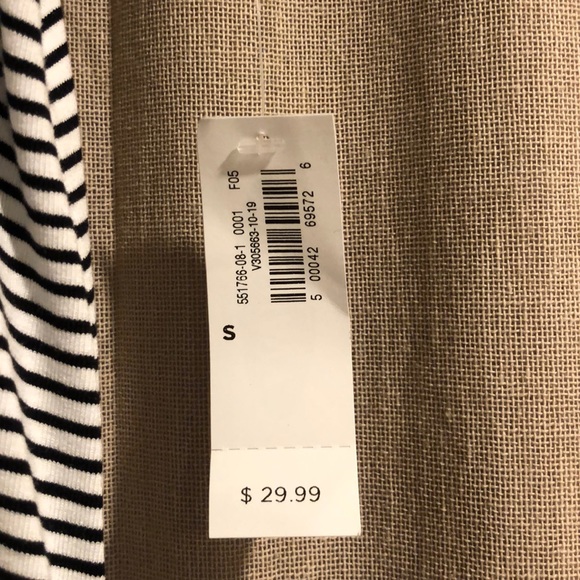 551766-08-1 0001 F05
V305663-10-19
5 00042 69572 6
S
$ 29.99